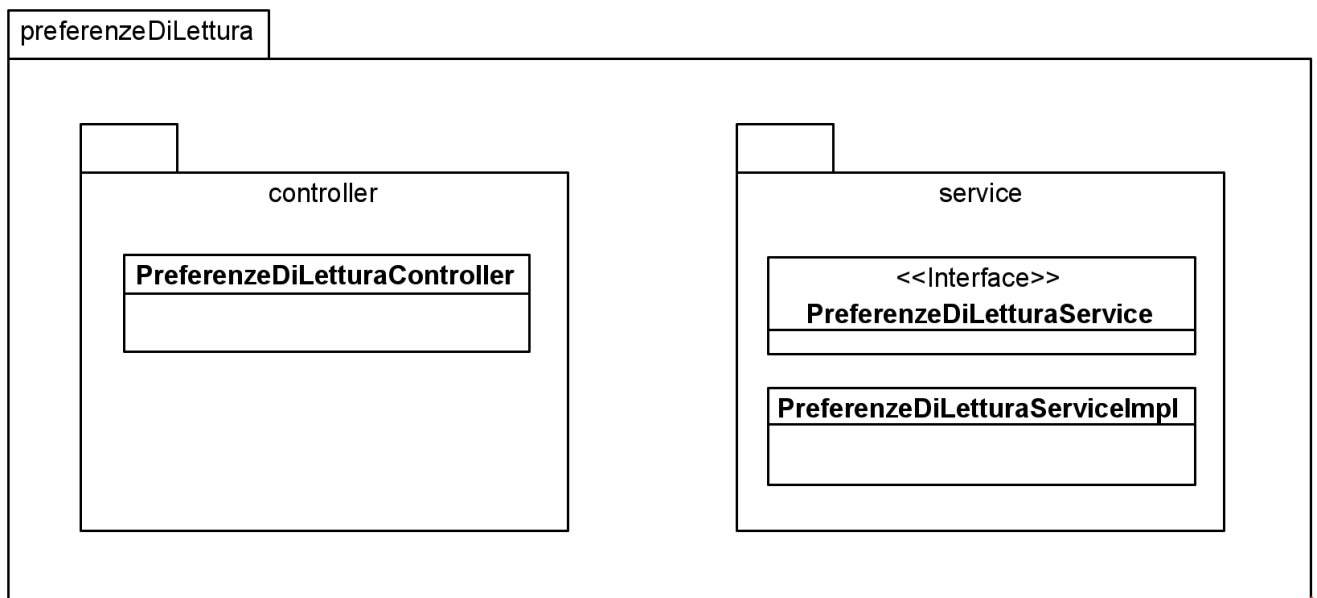 preferenzeDiLettura
controller
PreferenzeDiLetturaController
service
<<Interface>>
PreferenzeDiLetturaService
PreferenzeDiLetturaServiceImpl